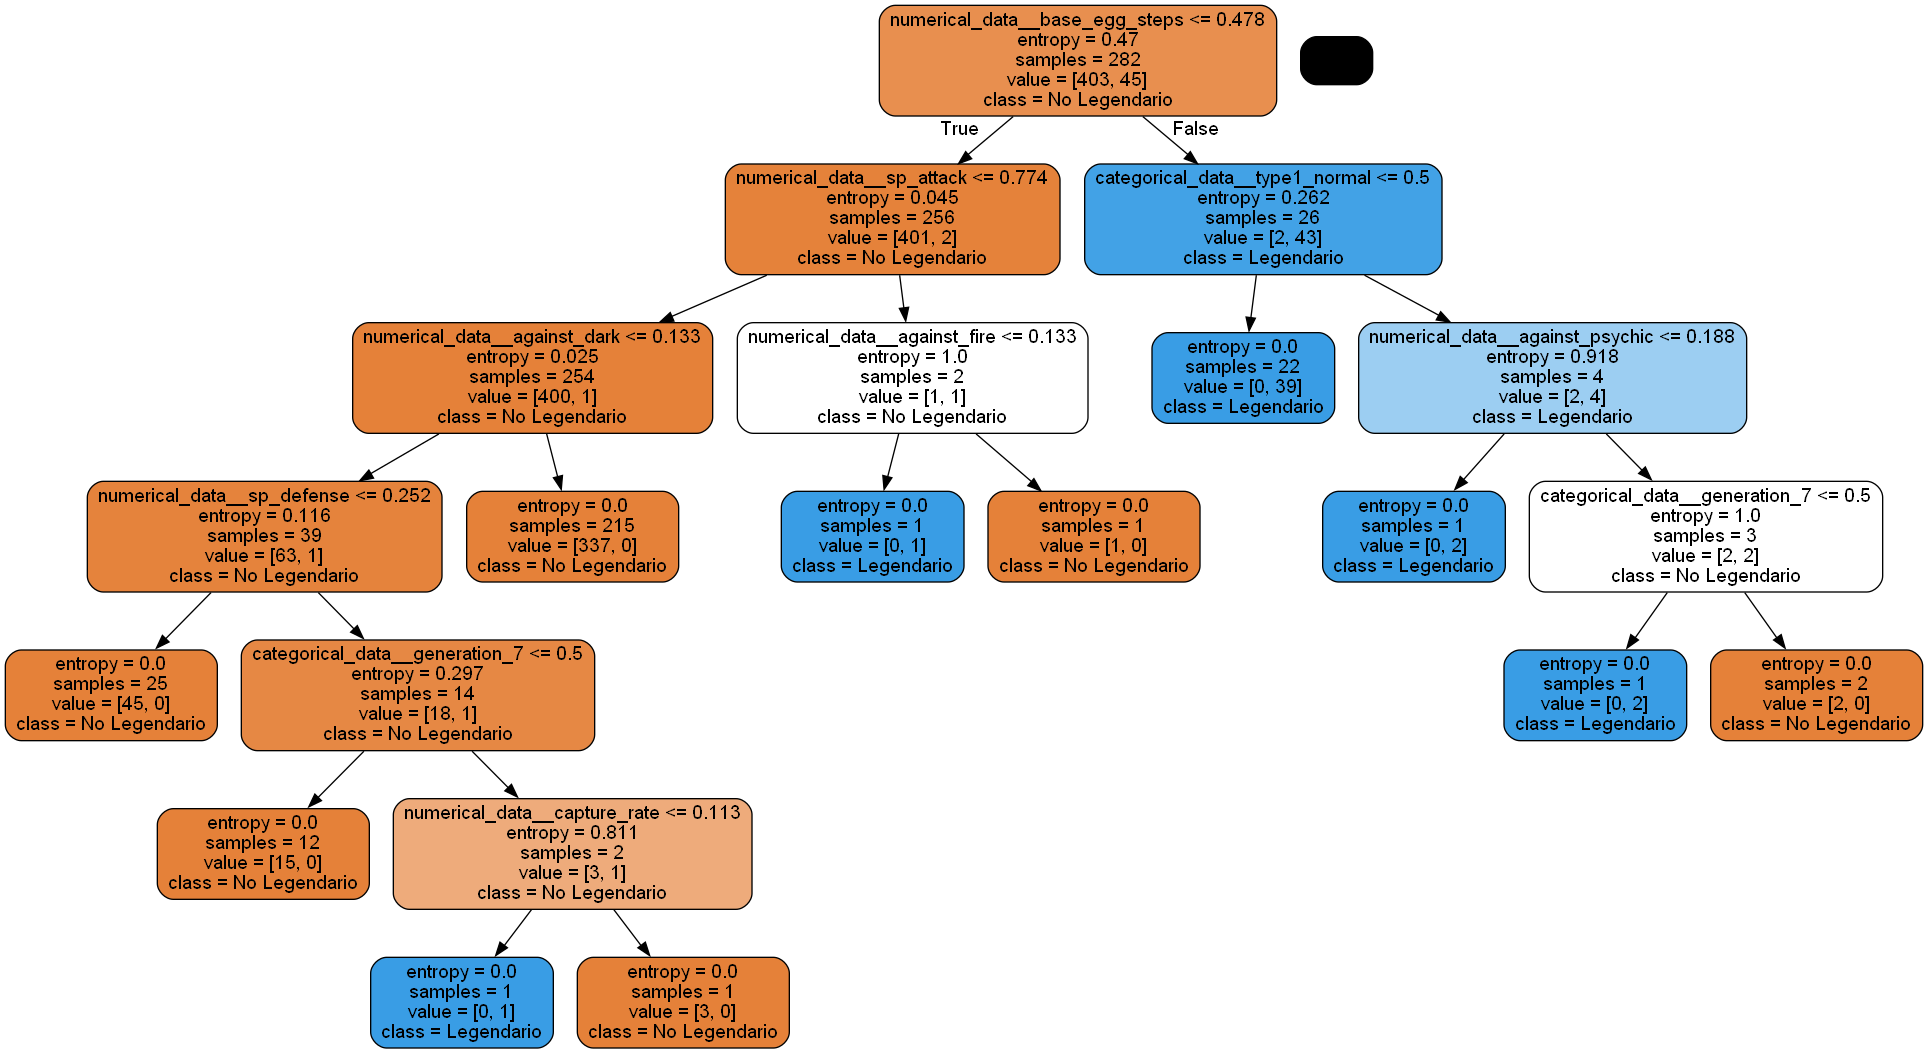 numerical_data__base_egg_steps <= 0.478
entropy = 0.47
samples = 282
value = [403, 45]
class = No Legendario
True
False
numerical_data__sp_attack <= 0.774
entropy = 0.045
samples = 256
value = [401, 2]
class = No Legendario
categorical_data__type1_normal <= 0.5
entropy = 0.262
samples = 26
value = [2, 43]
class = Legendario
numerical_data__against_dark <= 0.133
entropy = 0.025
samples = 254
value = [400, 1]
class = No Legendario
numerical_data__against_fire <= 0.133
entropy = 1.0
samples = 2
value = [1, 1]
class = No Legendario
entropy = 0.0
samples = 22
value = [0, 39]
class = Legendario
numerical_data__against_psychic <= 0.188
entropy = 0.918
samples = 4
value = [2, 4]
class = Legendario
numerical_data__sp_defense <= 0.252
entropy = 0.116
samples = 39
value = [63, 1]
class = No Legendario
entropy = 0.0
samples = 215
value = [337, 0]
class = No Legendario
entropy = 0.0
samples = 1
value = [0, 1]
class = Legendario
entropy = 0.0
samples = 1
value = [1, 0]
class = No Legendario
entropy = 0.0
samples = 1
value = [0, 2]
class = Legendario
categorical_data__generation_7 <= 0.5
entropy = 1.0
samples = 3
value = [2, 2]
class = No Legendario
entropy = 0.0
samples = 25
value = [45, 0]
class = No Legendario
categorical_data__generation_7 <= 0.5
entropy = 0.297
samples = 14
value = [18, 1]
class = No Legendario
entropy = 0.0
samples = 1
value = [0, 2]
class = Legendario
entropy = 0.0
samples = 2
value = [2, 0]
class = No Legendario
entropy = 0.0
samples = 12
value = [15, 0]
class = No Legendario
numerical_data__capture_rate <= 0.113
entropy = 0.811
samples = 2
value = [3, 1]
class = No Legendario
entropy = 0.0
samples = 1
value = [0, 1]
class = Legendario
entropy = 0.0
samples = 1
value = [3, 0]
class = No Legendario